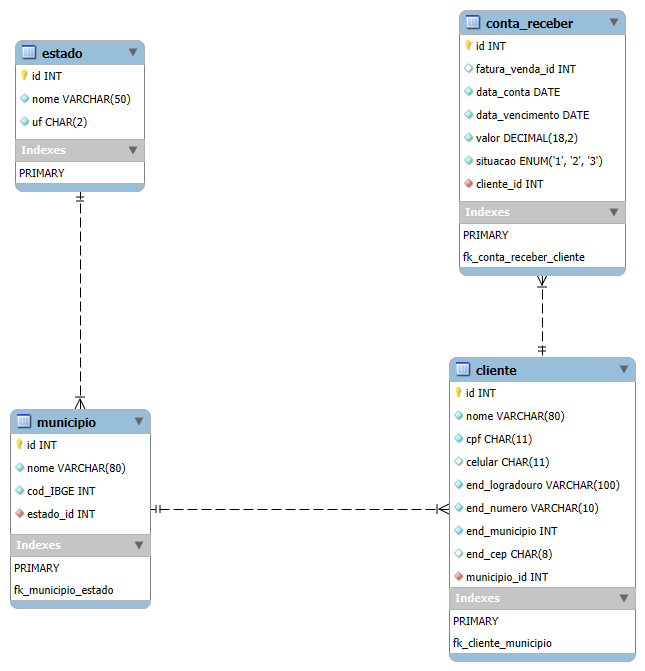 estado
id INT
nome VARCHAR(50)
uf CHAR(2)
Indexes
PRIMARY
conta_receber
id INT
fatura_venda_id INT
data_conta DATE
data_vencimento DATE
valor DECIMAL(18,2)
situacao ENUM('1', '2', '3')
cliente_id INT
Indexes
PRIMARY
fk_conta_receber_cliente
municipio
id INT
nome VARCHAR(80)
cod_IBGE INT
estado_id INT
Indexes
PRIMARY
fk_municipio_estado
cliente
id INT
nome VARCHAR(80)
cpf CHAR(11)
celular CHAR(11)
end_logradouro VARCHAR(100)
end_numero VARCHAR(10)
end_municipio INT
end_cep CHAR(8)
municipio_id INT
Indexes
PRIMARY
fk_cliente_municipio